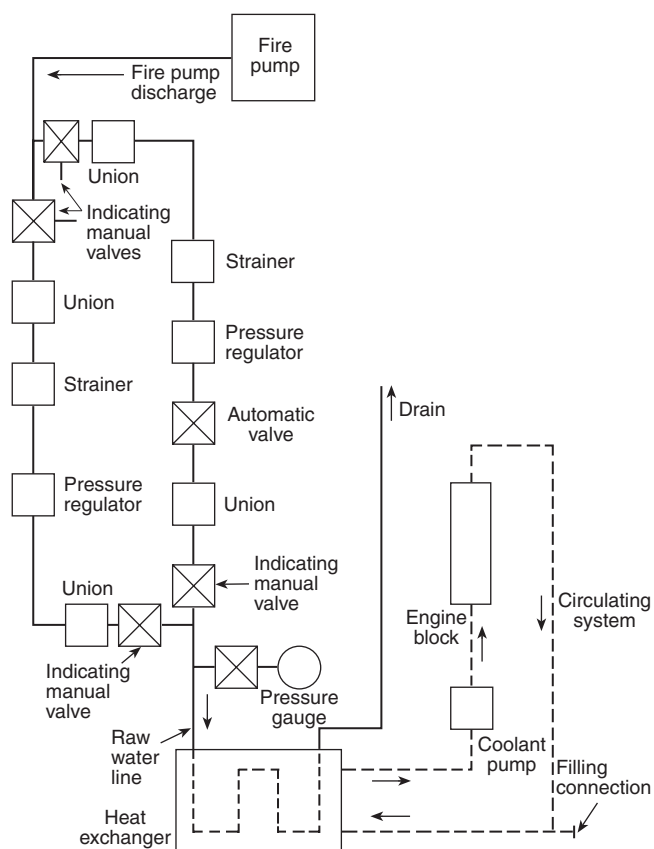 Fire
pump
Fire pump
discharge
Union
Indicating
manual
valves
Strainer
Union
Pressure
regulator
Strainer
Automatic
valve
Drain
Pressure
regulator
Union
Indicating
manual
valve
Union
Engine
block
Circulating
system
Indicating
manual
valve
Pressure
gauge
Raw
water
line
Coolant
pump
Filling
connection
Heat
exchanger